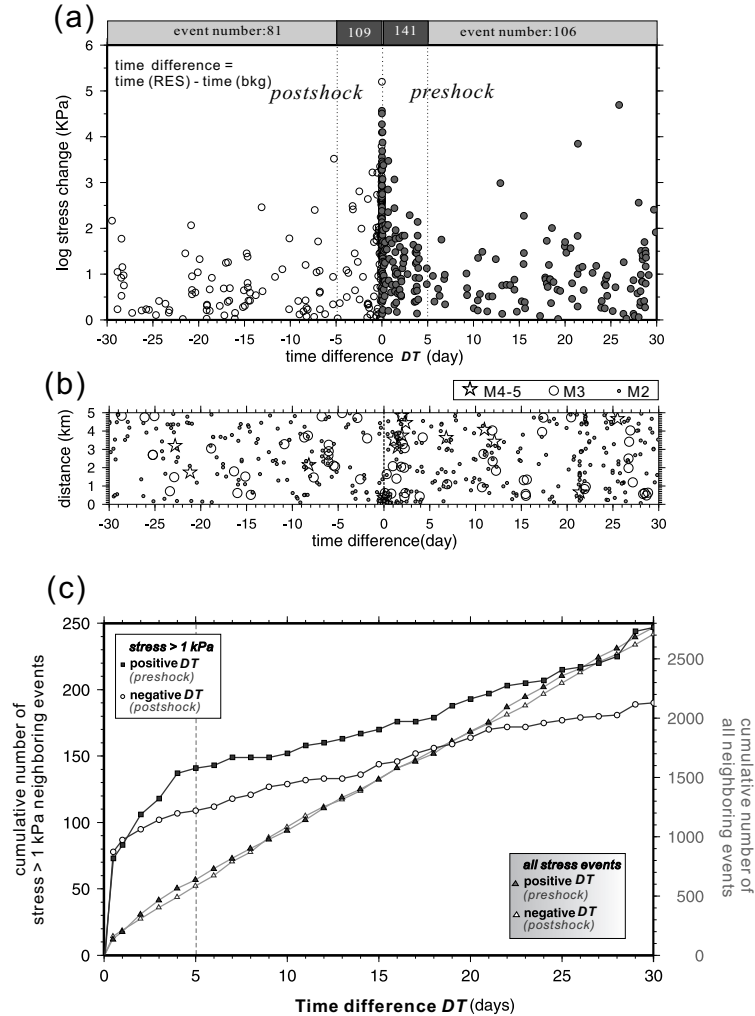 (a)
event number:81 109 141 event number:106
time difference =
time (RES) - time (bkg)
postshock preshock
6
5
4
3
2
1
0
log stress change (KPa)
-30 -25 -20 -15 -10 -5 0 5 10 15 20 25 30
time difference DT (day)
(b)
M4-5 M3 M2
5
4
3
2
1
0
distance (km)
-30 -25 -20 -15 -10 -5 0 5 10 15 20 25 30
time difference(day)
(c)
250
200
150
100
50
0
cumulative number of
stress > 1 kPa neighboring events
stress > 1 kPa
positive DT
(preshock)
negative DT
(postshock)
all stress events
positive DT
(preshock)
negative DT
(postshock)
2500
2000
1500
1000
500
0
cumulative number of
all neighboring events
0 5 10 15 20 25 30
Time difference DT (days)